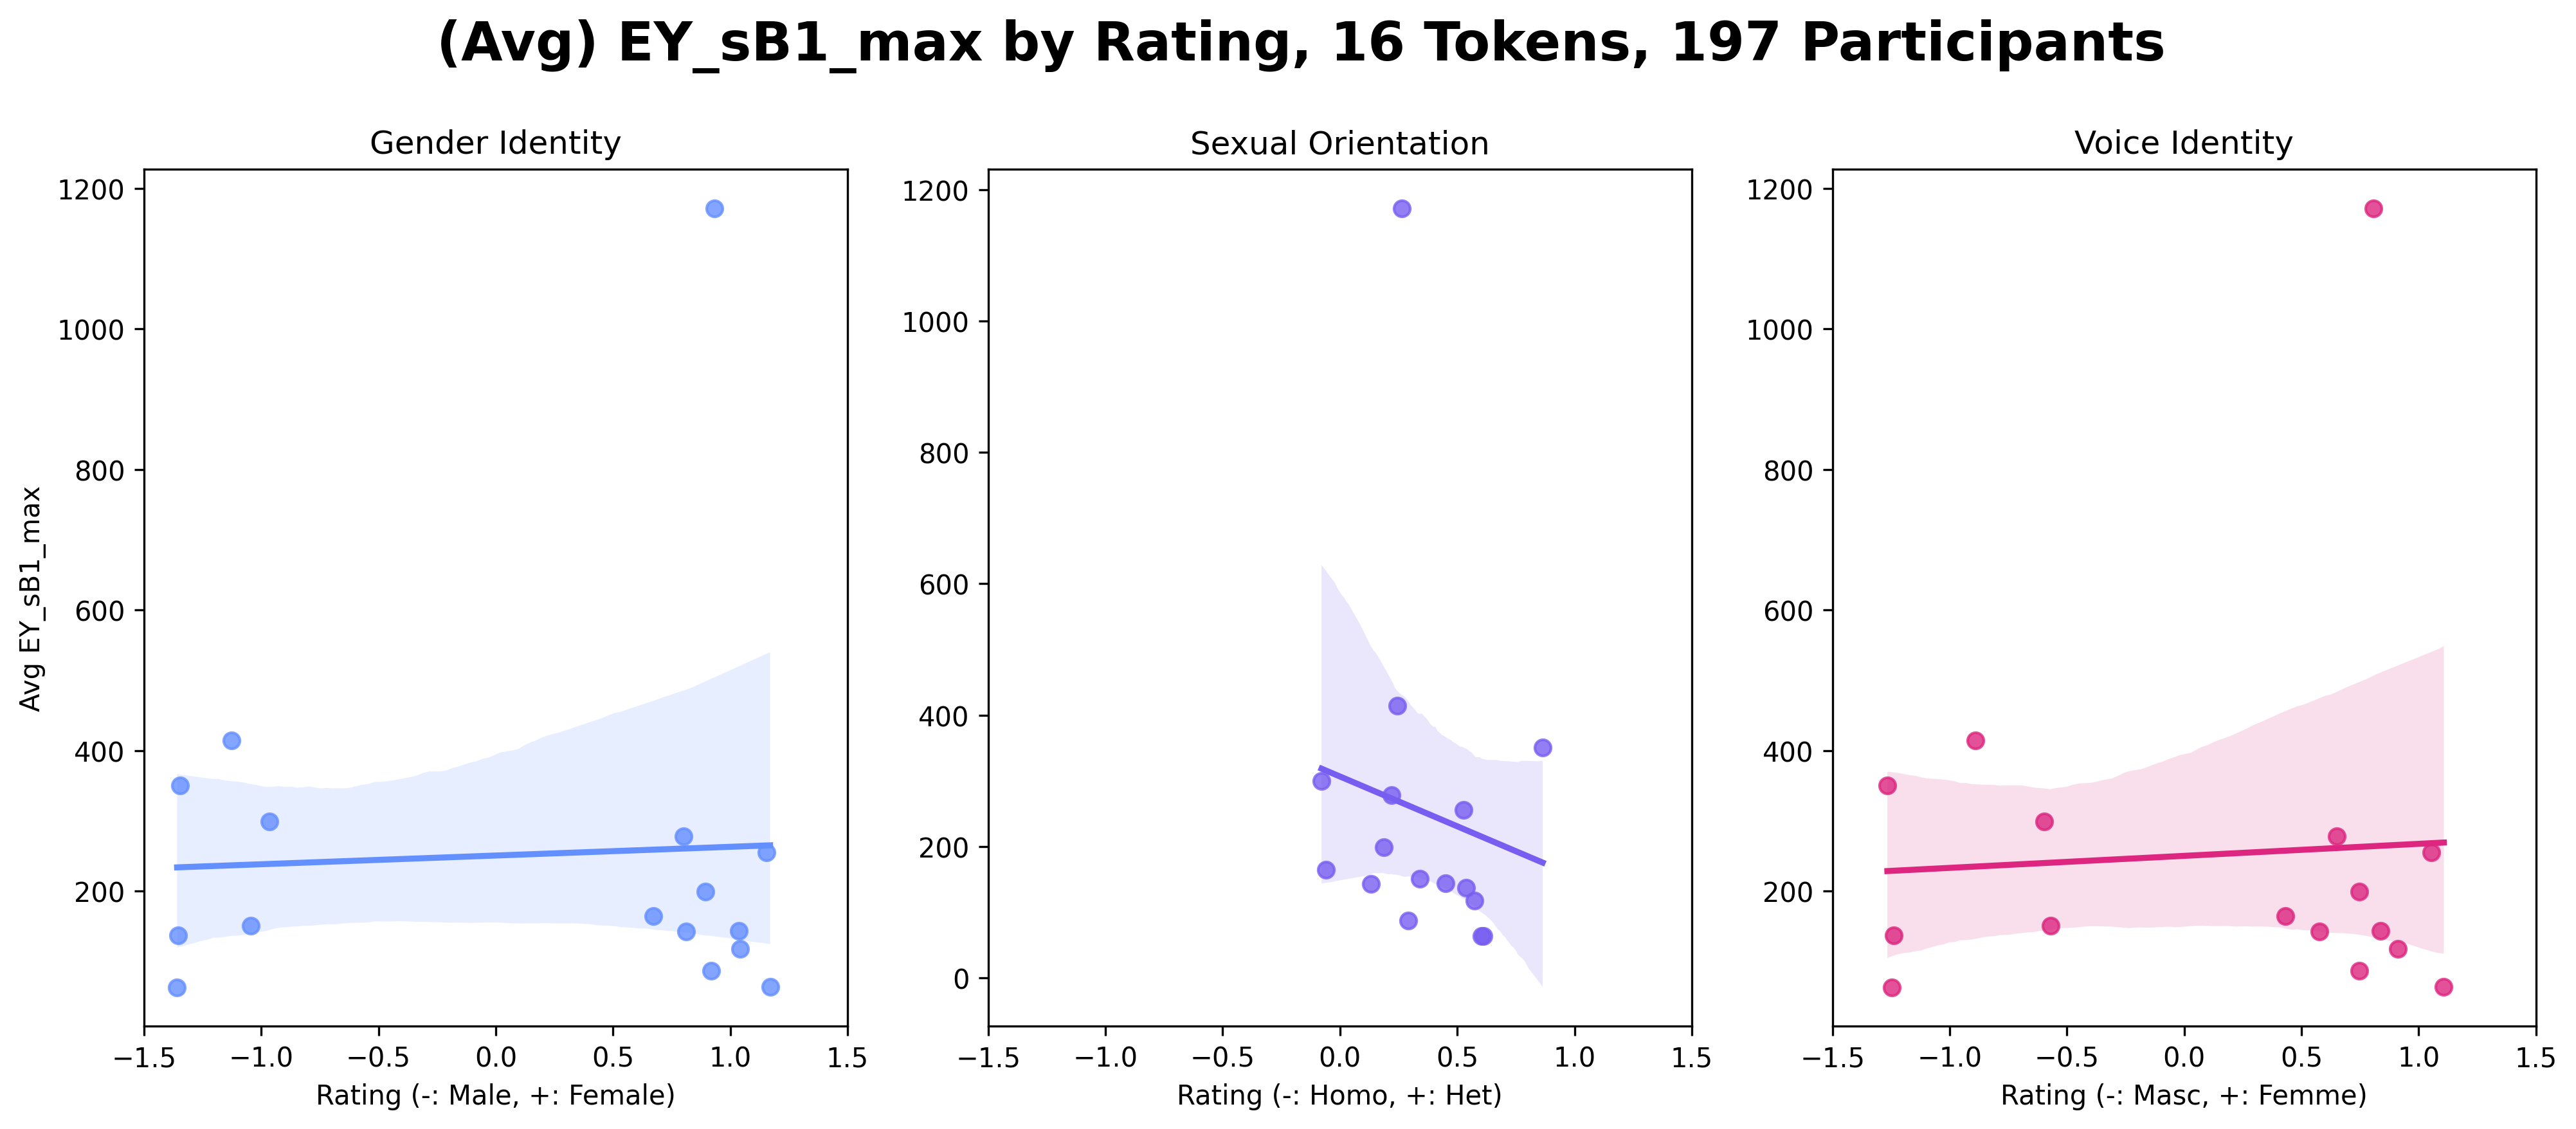 (Avg) EY_sB1_max by Rating, 16 Tokens, 197 Participants
Gender Identity
Sexual Orientation
Voice Identity
Avg EY_sB1_max
1200
1000
800
600
400
200
−1.5 −1.0 −0.5 0.0 0.5 1.0 1.5
Rating (-: Male, +: Female)
1200
1000
800
600
400
200
0
−1.5 −1.0 −0.5 0.0 0.5 1.0 1.5
Rating (-: Homo, +: Het)
1200
1000
800
600
400
200
−1.5 −1.0 −0.5 0.0 0.5 1.0 1.5
Rating (-: Masc, +: Femme)